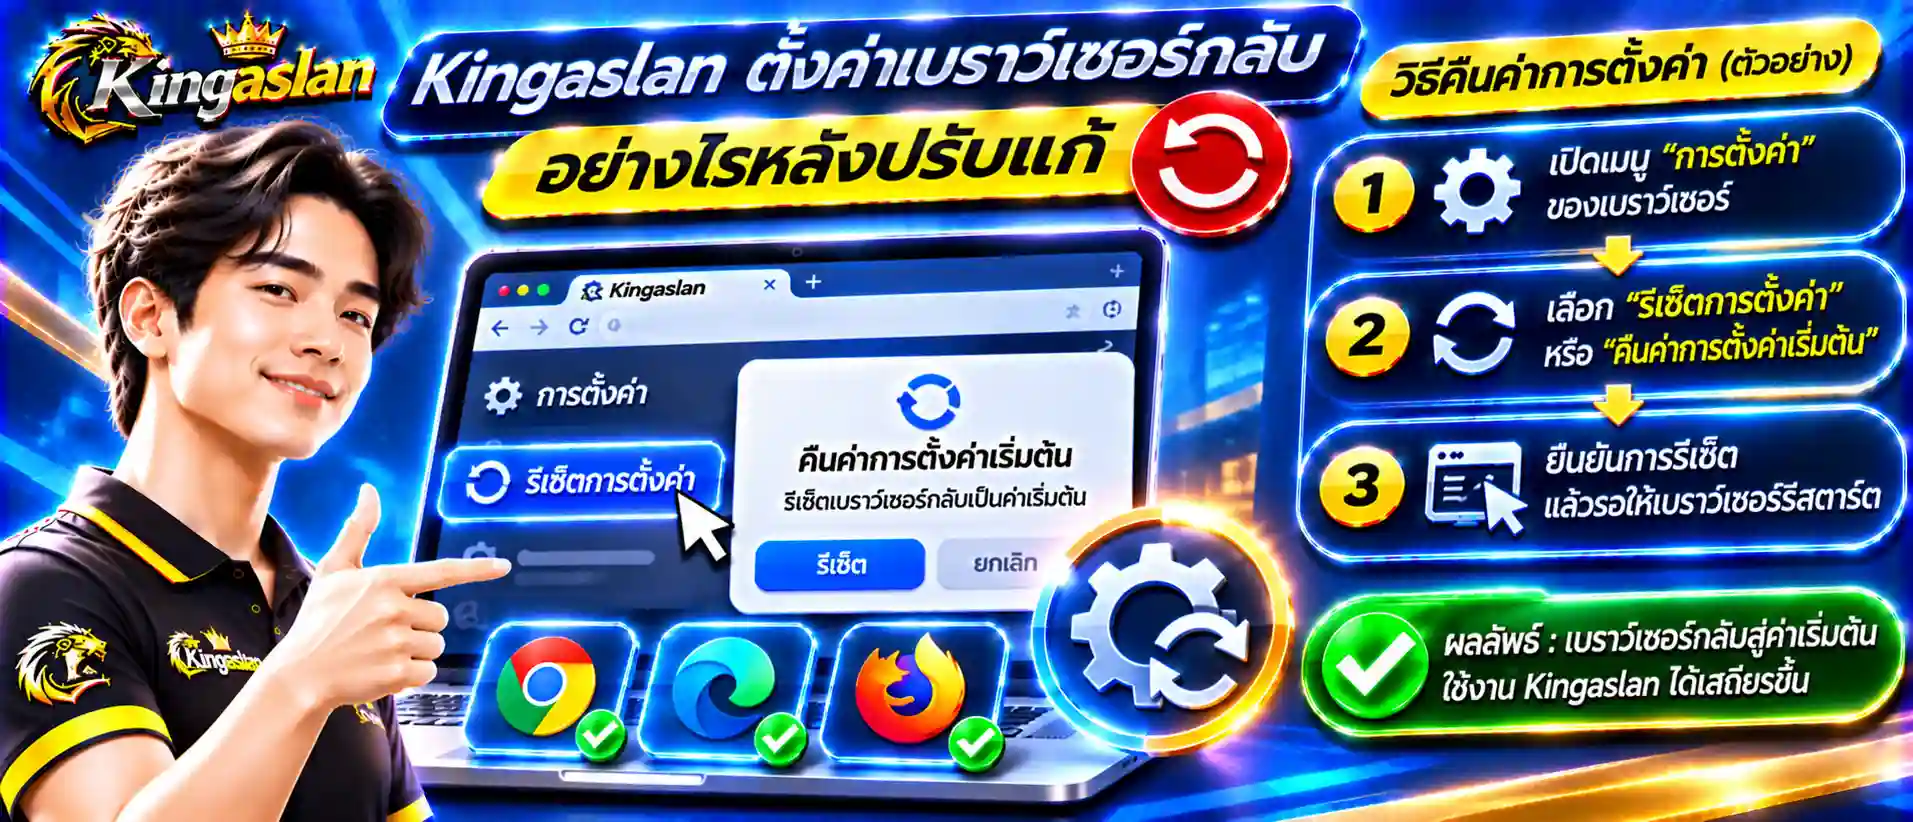 Kingaslan
Kingaslan ตั้งค่าเบราว์เซอร์กลับ
อย่างไรหลังปรับแก้
Kingaslan
การตั้งค่า
รีเซ็ตการตั้งค่า
คืนค่าการตั้งค่าเริ่มต้น
รีเซ็ตเบราว์เซอร์กลับเป็นค่าเริ่มต้น
รีเซ็ต
ยกเลิก
วิธีคืนค่าการตั้งค่า (ตัวอย่าง)
1
เปิดเมนู “การตั้งค่า”
ของเบราว์เซอร์
2
เลือก “รีเซ็ตการตั้งค่า”
หรือ “คืนค่าการตั้งค่าเริ่มต้น”
3
ยืนยันการรีเซ็ต
แล้วรอให้เบราว์เซอร์รีสตาร์ต
ผลลัพธ์ : เบราว์เซอร์กลับสู่ค่าเริ่มต้น
ใช้งาน Kingaslan ได้เสถียรขึ้น
Kingaslan